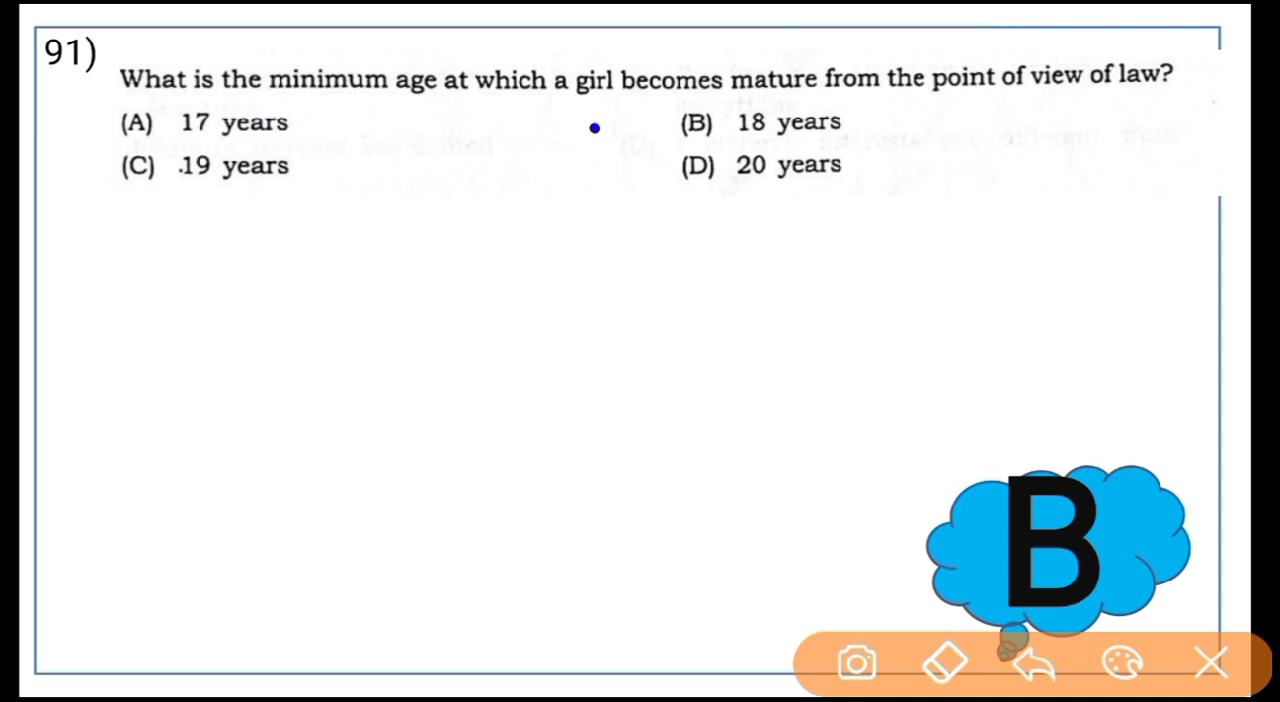 91)
What is the minimum age at which a girl becomes mature from the point of view of law?
(A) 17 years
(B) 18 years
(C) 19 years
(D) 20 years
B